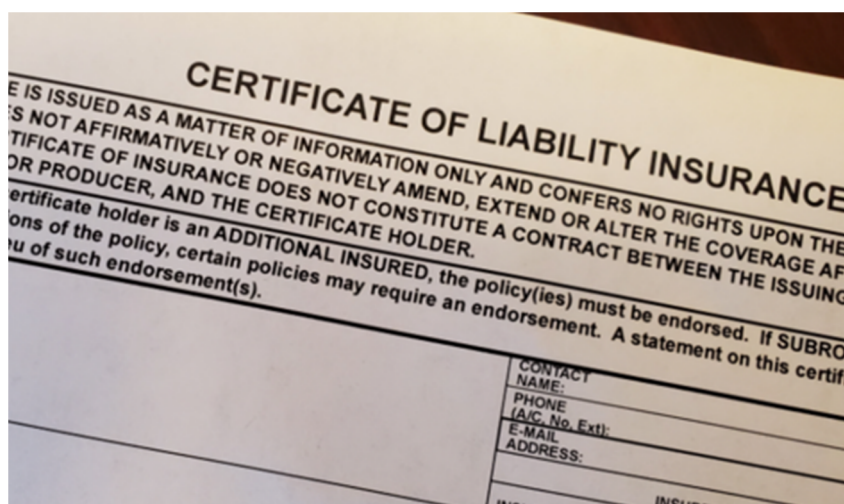 CERTIFICATE OF LIABILITY INSURANCE
IS ISSUED AS A MATTER OF INFORMATION ONLY AND CONFERS NO RIGHTS UPON THE
NOT AFFIRMATIVELY OR NEGATIVELY AMEND, EXTEND OR ALTER THE COVERAGE AF
TIFICATE OF INSURANCE DOES NOT CONSTITUTE A CONTRACT BETWEEN THE ISSUING
OR PRODUCER, AND THE CERTIFICATE HOLDER.
ertificate holder is an ADDITIONAL INSURED, the policy(ies) must be endorsed. If SUBRO
ons of the policy, certain policies may require an endorsement. A statement on this certif
eu of such endorsement(s).
CONTACT
NAME:
PHONE
(A/C, No, Ext):
E-MAIL
ADDRESS: